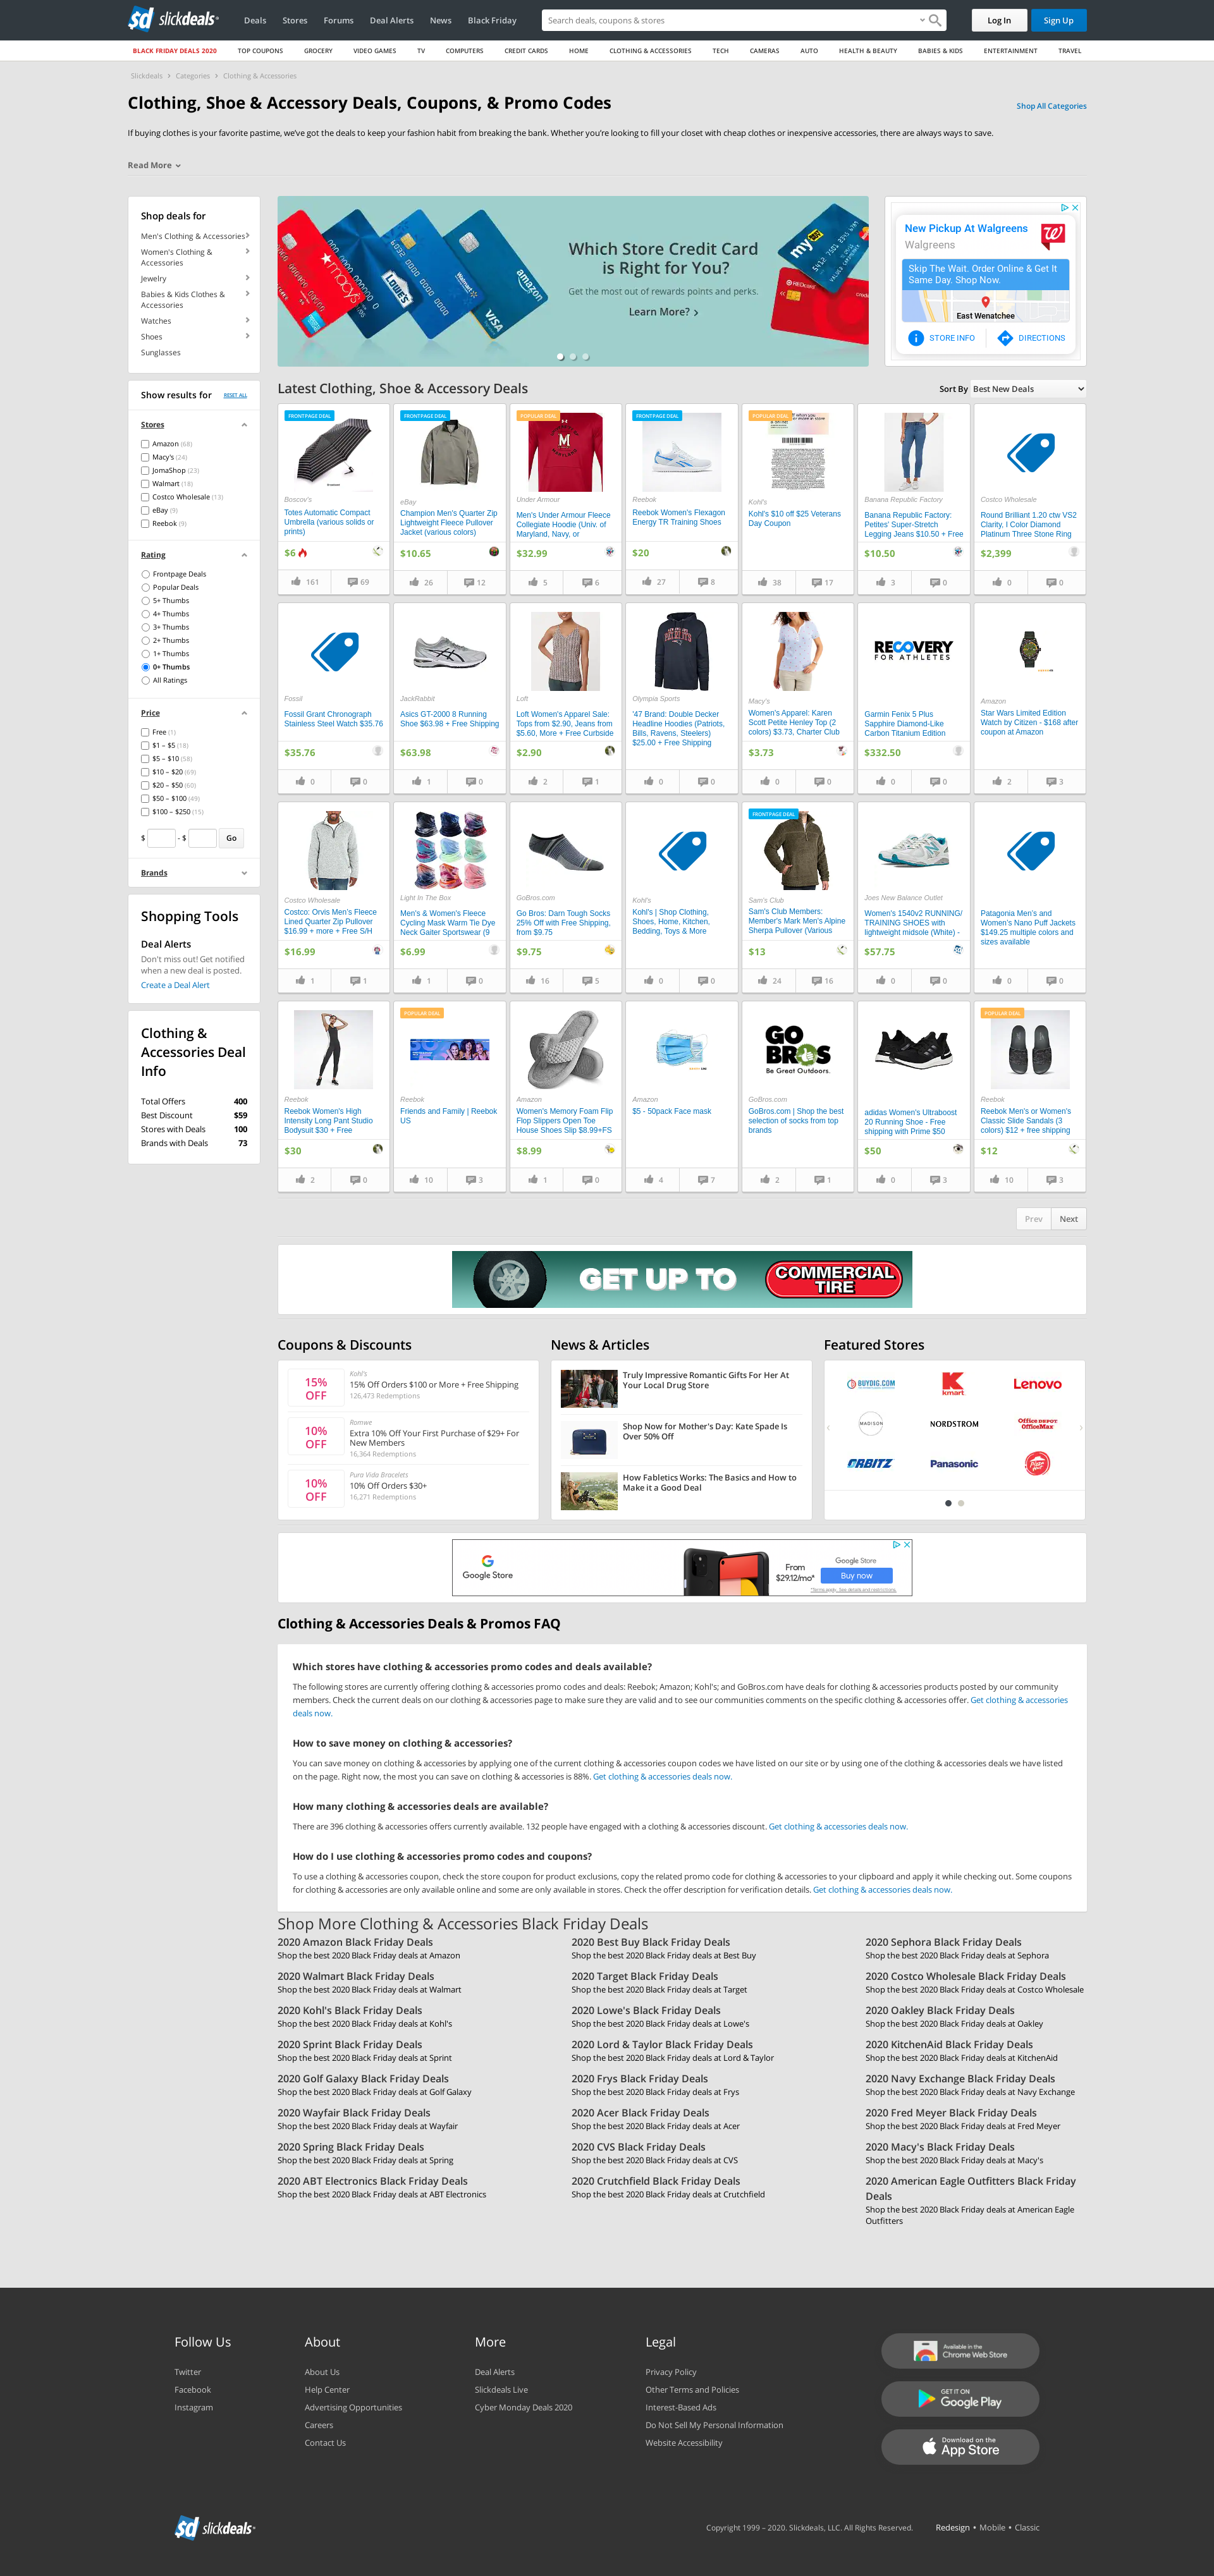 slickdeals
Deals
Stores
Forums
Deal Alerts
News
Black Friday
Search deals, coupons & stores
Log In
Sign Up
BLACK FRIDAY DEALS 2020
TOP COUPONS
GROCERY
VIDEO GAMES
TV
COMPUTERS
CREDIT CARDS
HOME
CLOTHING & ACCESSORIES
TECH
CAMERAS
AUTO
HEALTH & BEAUTY
BABIES & KIDS
ENTERTAINMENT
TRAVEL
Slickdeals > Categories > Clothing & Accessories
Clothing, Shoe & Accessory Deals, Coupons, & Promo Codes
Shop All Categories
If buying clothes is your favorite pastime, we've got the deals to keep your fashion habit from breaking the bank. Whether you're looking to fill your closet with cheap clothes or inexpensive accessories, there are always ways to save.
Read More
Shop deals for
Men's Clothing & Accessories
Women's Clothing &
Accessories
Jewelry
Babies & Kids Clothes &
Accessories
Watches
Shoes
Sunglasses
Which Store Credit Card
is Right for You?
Get the most out of rewards points and perks.
Learn More?
New Pickup At Walgreens
Walgreens
Skip The Wait. Order Online & Get It
Same Day. Shop Now.
East Wenatchee
STORE INFO
DIRECTIONS
Show results for
RESET ALL
Stores
Amazon (68)
Macy's (24)
JomaShop (23)
Walmart (18)
Costco Wholesale (13)
eBay (9)
Reebok (9)
Rating
Frontpage Deals
Popular Deals
5+ Thumbs
4+ Thumbs
3+ Thumbs
2+ Thumbs
1+ Thumbs
0+ Thumbs
All Ratings
Price
Free (1)
$1 – $5 (18)
$5 – $10 (58)
$10 – $20 (69)
$20 – $50 (60)
$50 – $100 (49)
$100 – $250 (15)
$ - $ Go
Brands
Shopping Tools
Deal Alerts
Don't miss out! Get notified
when a new deal is posted.
Create a Deal Alert
Clothing &
Accessories Deal
Info
Total Offers 400
Best Discount $59
Stores with Deals 100
Brands with Deals 73
Latest Clothing, Shoe & Accessory Deals
Sort By Best New Deals
FRONTPAGE DEAL
Boscov's
Totes Automatic Compact
Umbrella (various solids or
prints)
$6
161 69
FRONTPAGE DEAL
eBay
Champion Men's Quarter Zip
Lightweight Fleece Pullover
Jacket (various colors)
$10.65
26 12
POPULAR DEAL
Under Armour
Men's Under Armour Fleece
Collegiate Hoodie (Univ. of
Maryland, Navy, or
$32.99
5 6
FRONTPAGE DEAL
Reebok
Reebok Women's Flexagon
Energy TR Training Shoes
$20
27 8
POPULAR DEAL
Kohl's
Kohl's $10 off $25 Veterans
Day Coupon
38 17
Banana Republic Factory
Banana Republic Factory:
Petites' Super-Stretch
Legging Jeans $10.50 + Free
$10.50
3 0
Costco Wholesale
Round Brilliant 1.20 ctw VS2
Clarity, I Color Diamond
Platinum Three Stone Ring
$2,399
0 0
Fossil
Fossil Grant Chronograph
Stainless Steel Watch $35.76
$35.76
0 0
JackRabbit
Asics GT-2000 8 Running
Shoe $63.98 + Free Shipping
$63.98
1 0
Loft
Loft Women's Apparel Sale:
Tops from $2.90, Jeans from
$5.60, More + Free Curbside
$2.90
2 1
Olympia Sports
'47 Brand: Double Decker
Headline Hoodies (Patriots,
Bills, Ravens, Steelers)
$25.00 + Free Shipping
0 0
Macy's
Women's Apparel: Karen
Scott Petite Henley Top (2
colors) $3.73, Charter Club
$3.73
0 0
RECOVERY
FOR ATHLETES
Garmin Fenix 5 Plus
Sapphire Diamond-Like
Carbon Titanium Edition
$332.50
0 0
Amazon
Star Wars Limited Edition
Watch by Citizen - $168 after
coupon at Amazon
2 3
Costco Wholesale
Costco: Orvis Men's Fleece
Lined Quarter Zip Pullover
$16.99 + more + Free S/H
$16.99
1 1
Light In The Box
Men's & Women's Fleece
Cycling Mask Warm Tie Dye
Neck Gaiter Sportswear (9
$6.99
1 0
GoBros.com
Go Bros: Darn Tough Socks
25% Off with Free Shipping,
from $9.75
$9.75
16 5
Kohl's
Kohl's | Shop Clothing,
Shoes, Home, Kitchen,
Bedding, Toys & More
0 0
FRONTPAGE DEAL
Sam's Club
Sam's Club Members:
Member's Mark Men's Alpine
Sherpa Pullover (Various
$13
24 16
Joes New Balance Outlet
Women's 1540v2 RUNNING/
TRAINING SHOES with
lightweight midsole (White) -
$57.75
0 0
Patagonia Men's and
Women's Nano Puff Jackets
$149.25 multiple colors and
sizes available
0 0
Reebok
Reebok Women's High
Intensity Long Pant Studio
Bodysuit $30 + Free
$30
2 0
POPULAR DEAL
Reebok
Friends and Family | Reebok
US
10 3
Amazon
Women's Memory Foam Flip
Flop Slippers Open Toe
House Shoes Slip $8.99+FS
$8.99
1 0
Amazon
$5 - 50pack Face mask
4 7
GO
BROS
Be Great Outdoors.
GoBros.com
GoBros.com | Shop the best
selection of socks from top
brands
2 1
adidas Women's Ultraboost
20 Running Shoe - Free
shipping with Prime $50
$50
0 3
POPULAR DEAL
Reebok
Reebok Men's or Women's
Classic Slide Sandals (3
colors) $12 + free shipping
$12
10 3
Prev Next
GET UP TO
COMMERCIAL
TIRE
Coupons & Discounts
15%
OFF
Kohl's
15% Off Orders $100 or More + Free Shipping
126,473 Redemptions
10%
OFF
Romwe
Extra 10% Off Your First Purchase of $29+ For
New Members
16,364 Redemptions
10%
OFF
Pura Vida Bracelets
10% Off Orders $30+
16,271 Redemptions
News & Articles
Truly Impressive Romantic Gifts For Her At
Your Local Drug Store
Shop Now for Mother's Day: Kate Spade Is
Over 50% Off
How Fabletics Works: The Basics and How to
Make it a Good Deal
Featured Stores
BUYDIG.COM
kmart
Lenovo
MADISON
NORDSTROM
Office DEPOT
OfficeMax
ORBITZ
Panasonic
Pizza Hut
Google Store
From
$29.12/mo*
Google Store
Buy now
*Terms apply. See details and restrictions.
Clothing & Accessories Deals & Promos FAQ
Which stores have clothing & accessories promo codes and deals available?
The following stores are currently offering clothing & accessories promo codes and deals: Reebok; Amazon; Kohl's; and GoBros.com have deals for clothing & accessories products posted by our community
members. Check the current deals on our clothing & accessories page to make sure they are valid and to see our communities comments on the specific clothing & accessories offer. Get clothing & accessories
deals now.
How to save money on clothing & accessories?
You can save money on clothing & accessories by applying one of the current clothing & accessories coupon codes we have listed on our site or by using one of the clothing & accessories deals we have listed
on the page. Right now, the most you can save on clothing & accessories is 88%. Get clothing & accessories deals now.
How many clothing & accessories deals are available?
There are 396 clothing & accessories offers currently available. 132 people have engaged with a clothing & accessories discount. Get clothing & accessories deals now.
How do I use clothing & accessories promo codes and coupons?
To use a clothing & accessories coupon, check the store coupon for product exclusions, copy the related promo code for clothing & accessories to your clipboard and apply it while checking out. Some coupons
for clothing & accessories are only available online and some are only available in stores. Check the offer description for verification details. Get clothing & accessories deals now.
Shop More Clothing & Accessories Black Friday Deals
2020 Amazon Black Friday Deals
Shop the best 2020 Black Friday deals at Amazon
2020 Best Buy Black Friday Deals
Shop the best 2020 Black Friday deals at Best Buy
2020 Sephora Black Friday Deals
Shop the best 2020 Black Friday deals at Sephora
2020 Walmart Black Friday Deals
Shop the best 2020 Black Friday deals at Walmart
2020 Target Black Friday Deals
Shop the best 2020 Black Friday deals at Target
2020 Costco Wholesale Black Friday Deals
Shop the best 2020 Black Friday deals at Costco Wholesale
2020 Kohl's Black Friday Deals
Shop the best 2020 Black Friday deals at Kohl's
2020 Lowe's Black Friday Deals
Shop the best 2020 Black Friday deals at Lowe's
2020 Oakley Black Friday Deals
Shop the best 2020 Black Friday deals at Oakley
2020 Sprint Black Friday Deals
Shop the best 2020 Black Friday deals at Sprint
2020 Lord & Taylor Black Friday Deals
Shop the best 2020 Black Friday deals at Lord & Taylor
2020 KitchenAid Black Friday Deals
Shop the best 2020 Black Friday deals at KitchenAid
2020 Golf Galaxy Black Friday Deals
Shop the best 2020 Black Friday deals at Golf Galaxy
2020 Frys Black Friday Deals
Shop the best 2020 Black Friday deals at Frys
2020 Navy Exchange Black Friday Deals
Shop the best 2020 Black Friday deals at Navy Exchange
2020 Wayfair Black Friday Deals
Shop the best 2020 Black Friday deals at Wayfair
2020 Acer Black Friday Deals
Shop the best 2020 Black Friday deals at Acer
2020 Fred Meyer Black Friday Deals
Shop the best 2020 Black Friday deals at Fred Meyer
2020 Spring Black Friday Deals
Shop the best 2020 Black Friday deals at Spring
2020 CVS Black Friday Deals
Shop the best 2020 Black Friday deals at CVS
2020 Macy's Black Friday Deals
Shop the best 2020 Black Friday deals at Macy's
2020 ABT Electronics Black Friday Deals
Shop the best 2020 Black Friday deals at ABT Electronics
2020 Crutchfield Black Friday Deals
Shop the best 2020 Black Friday deals at Crutchfield
2020 American Eagle Outfitters Black Friday
Deals
Shop the best 2020 Black Friday deals at American Eagle
Outfitters
Follow Us
Twitter
Facebook
Instagram
About
About Us
Help Center
Advertising Opportunities
Careers
Contact Us
More
Deal Alerts
Slickdeals Live
Cyber Monday Deals 2020
Legal
Privacy Policy
Other Terms and Policies
Interest-Based Ads
Do Not Sell My Personal Information
Website Accessibility
Available in the
Chrome Web Store
GET IT ON
Google Play
Download on the
App Store
slickdeals
Copyright 1999 – 2020. Slickdeals, LLC. All Rights Reserved.
Redesign • Mobile • Classic